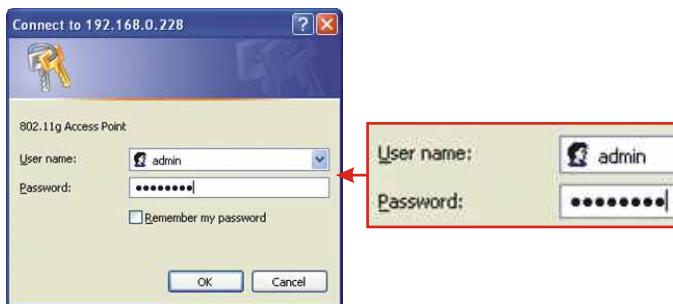 Connect to 192.168.0.228
802.11g Access Point
User name: admin
Password: ●●●●●●●●
Remember my password
OK Cancel
User name: admin
Password: ●●●●●●●●